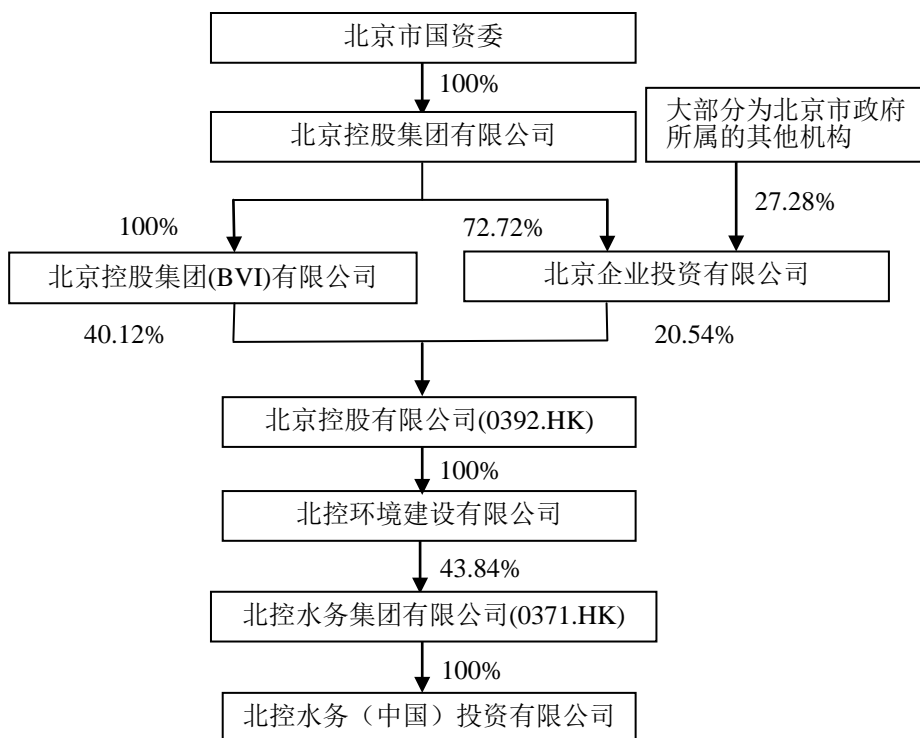 北京市国资委
100%
北京控股集团有限公司
大部分为北京市政府
所属的其他机构
100%
72.72%
27.28%
北京控股集团(BVI)有限公司
北京企业投资有限公司
40.12%
20.54%
北京控股有限公司(0392.HK)
100%
北控环境建设有限公司
43.84%
北控水务集团有限公司(0371.HK)
100%
北控水务（中国）投资有限公司